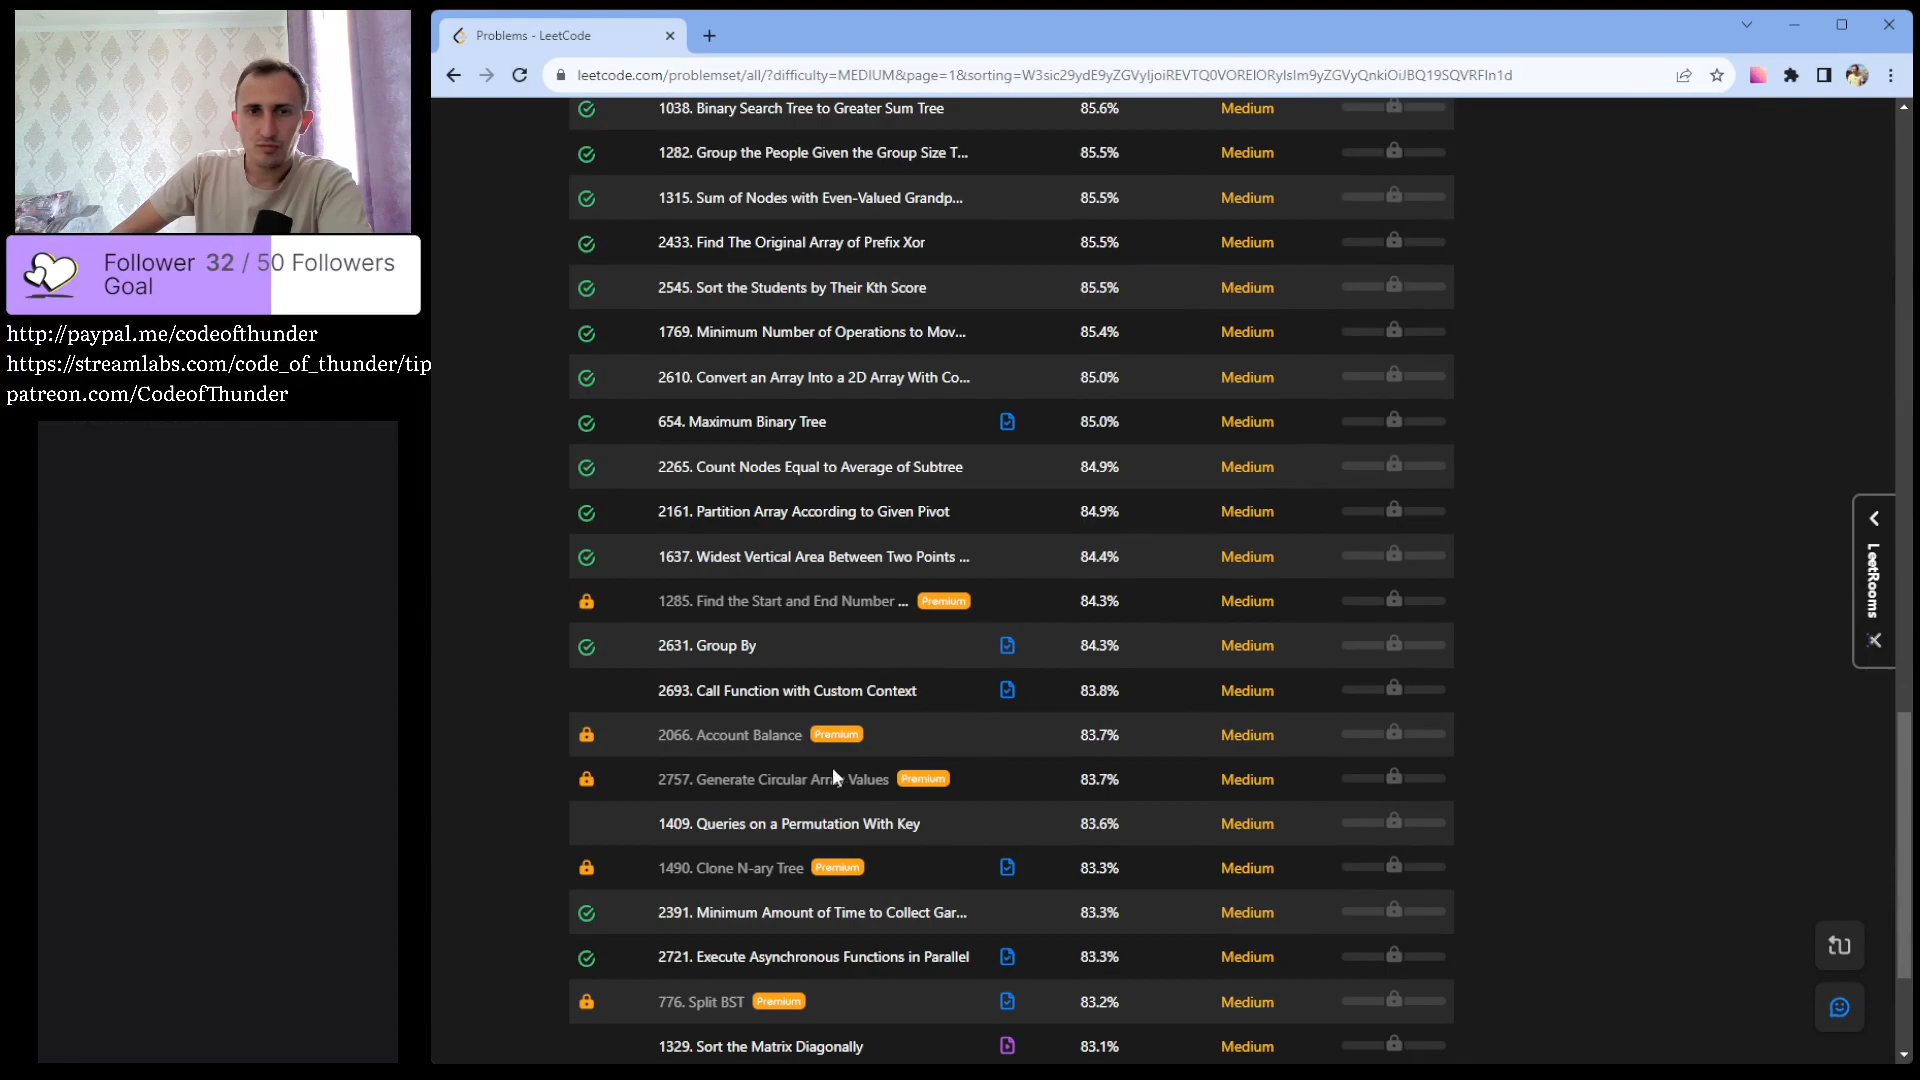 Problems - LeetCode
leetcode.com/problemset/all/?difficulty=MEDIUM&page=1&sorting=W3sic29ydE9yZGVyIjoiREVTQ0VORElORyIsIm9yZGVyQnkiOiJBQ19SQVRFIn1d
Follower 32 / 50 Followers
Goal
http://paypal.me/codeofthunder
https://streamlabs.com/code_of_thunder/tip
patreon.com/CodeofThunder
1038. Binary Search Tree to Greater Sum Tree 85.6% Medium
1282. Group the People Given the Group Size T... 85.5% Medium
1315. Sum of Nodes with Even-Valued Grandp... 85.5% Medium
2433. Find The Original Array of Prefix Xor 85.5% Medium
2545. Sort the Students by Their Kth Score 85.5% Medium
1769. Minimum Number of Operations to Mov... 85.4% Medium
2610. Convert an Array Into a 2D Array With Co... 85.0% Medium
654. Maximum Binary Tree 85.0% Medium
2265. Count Nodes Equal to Average of Subtree 84.9% Medium
2161. Partition Array According to Given Pivot 84.9% Medium
1637. Widest Vertical Area Between Two Points ... 84.4% Medium
1285. Find the Start and End Number ... Premium 84.3% Medium
2631. Group By 84.3% Medium
2693. Call Function with Custom Context 83.8% Medium
2066. Account Balance Premium 83.7% Medium
2757. Generate Circular Array Values Premium 83.7% Medium
1409. Queries on a Permutation With Key 83.6% Medium
1490. Clone N-ary Tree Premium 83.3% Medium
2391. Minimum Amount of Time to Collect Gar... 83.3% Medium
2721. Execute Asynchronous Functions in Parallel 83.3% Medium
776. Split BST Premium 83.2% Medium
1329. Sort the Matrix Diagonally 83.1% Medium
LeetRooms